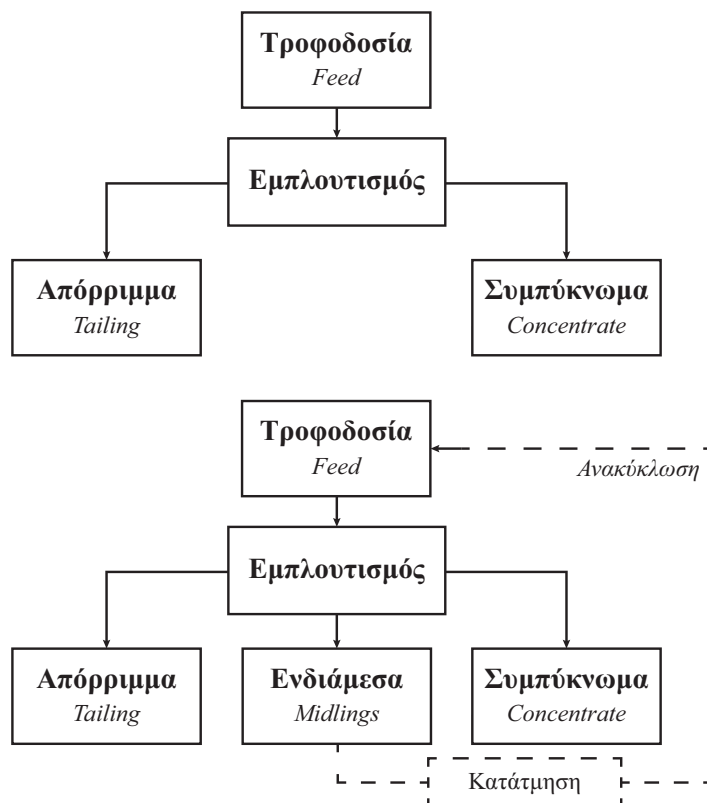 Τροφοδοσία
Feed
Εμπλουτισμός
Απόρριμμα
Tailing
Συμπύκνωμα
Concentrate
Τροφοδοσία
Feed
Ανακύκλωση
Εμπλουτισμός
Απόρριμμα
Tailing
Ενδιάμεσα
Midlings
Συμπύκνωμα
Concentrate
Κατάτμηση